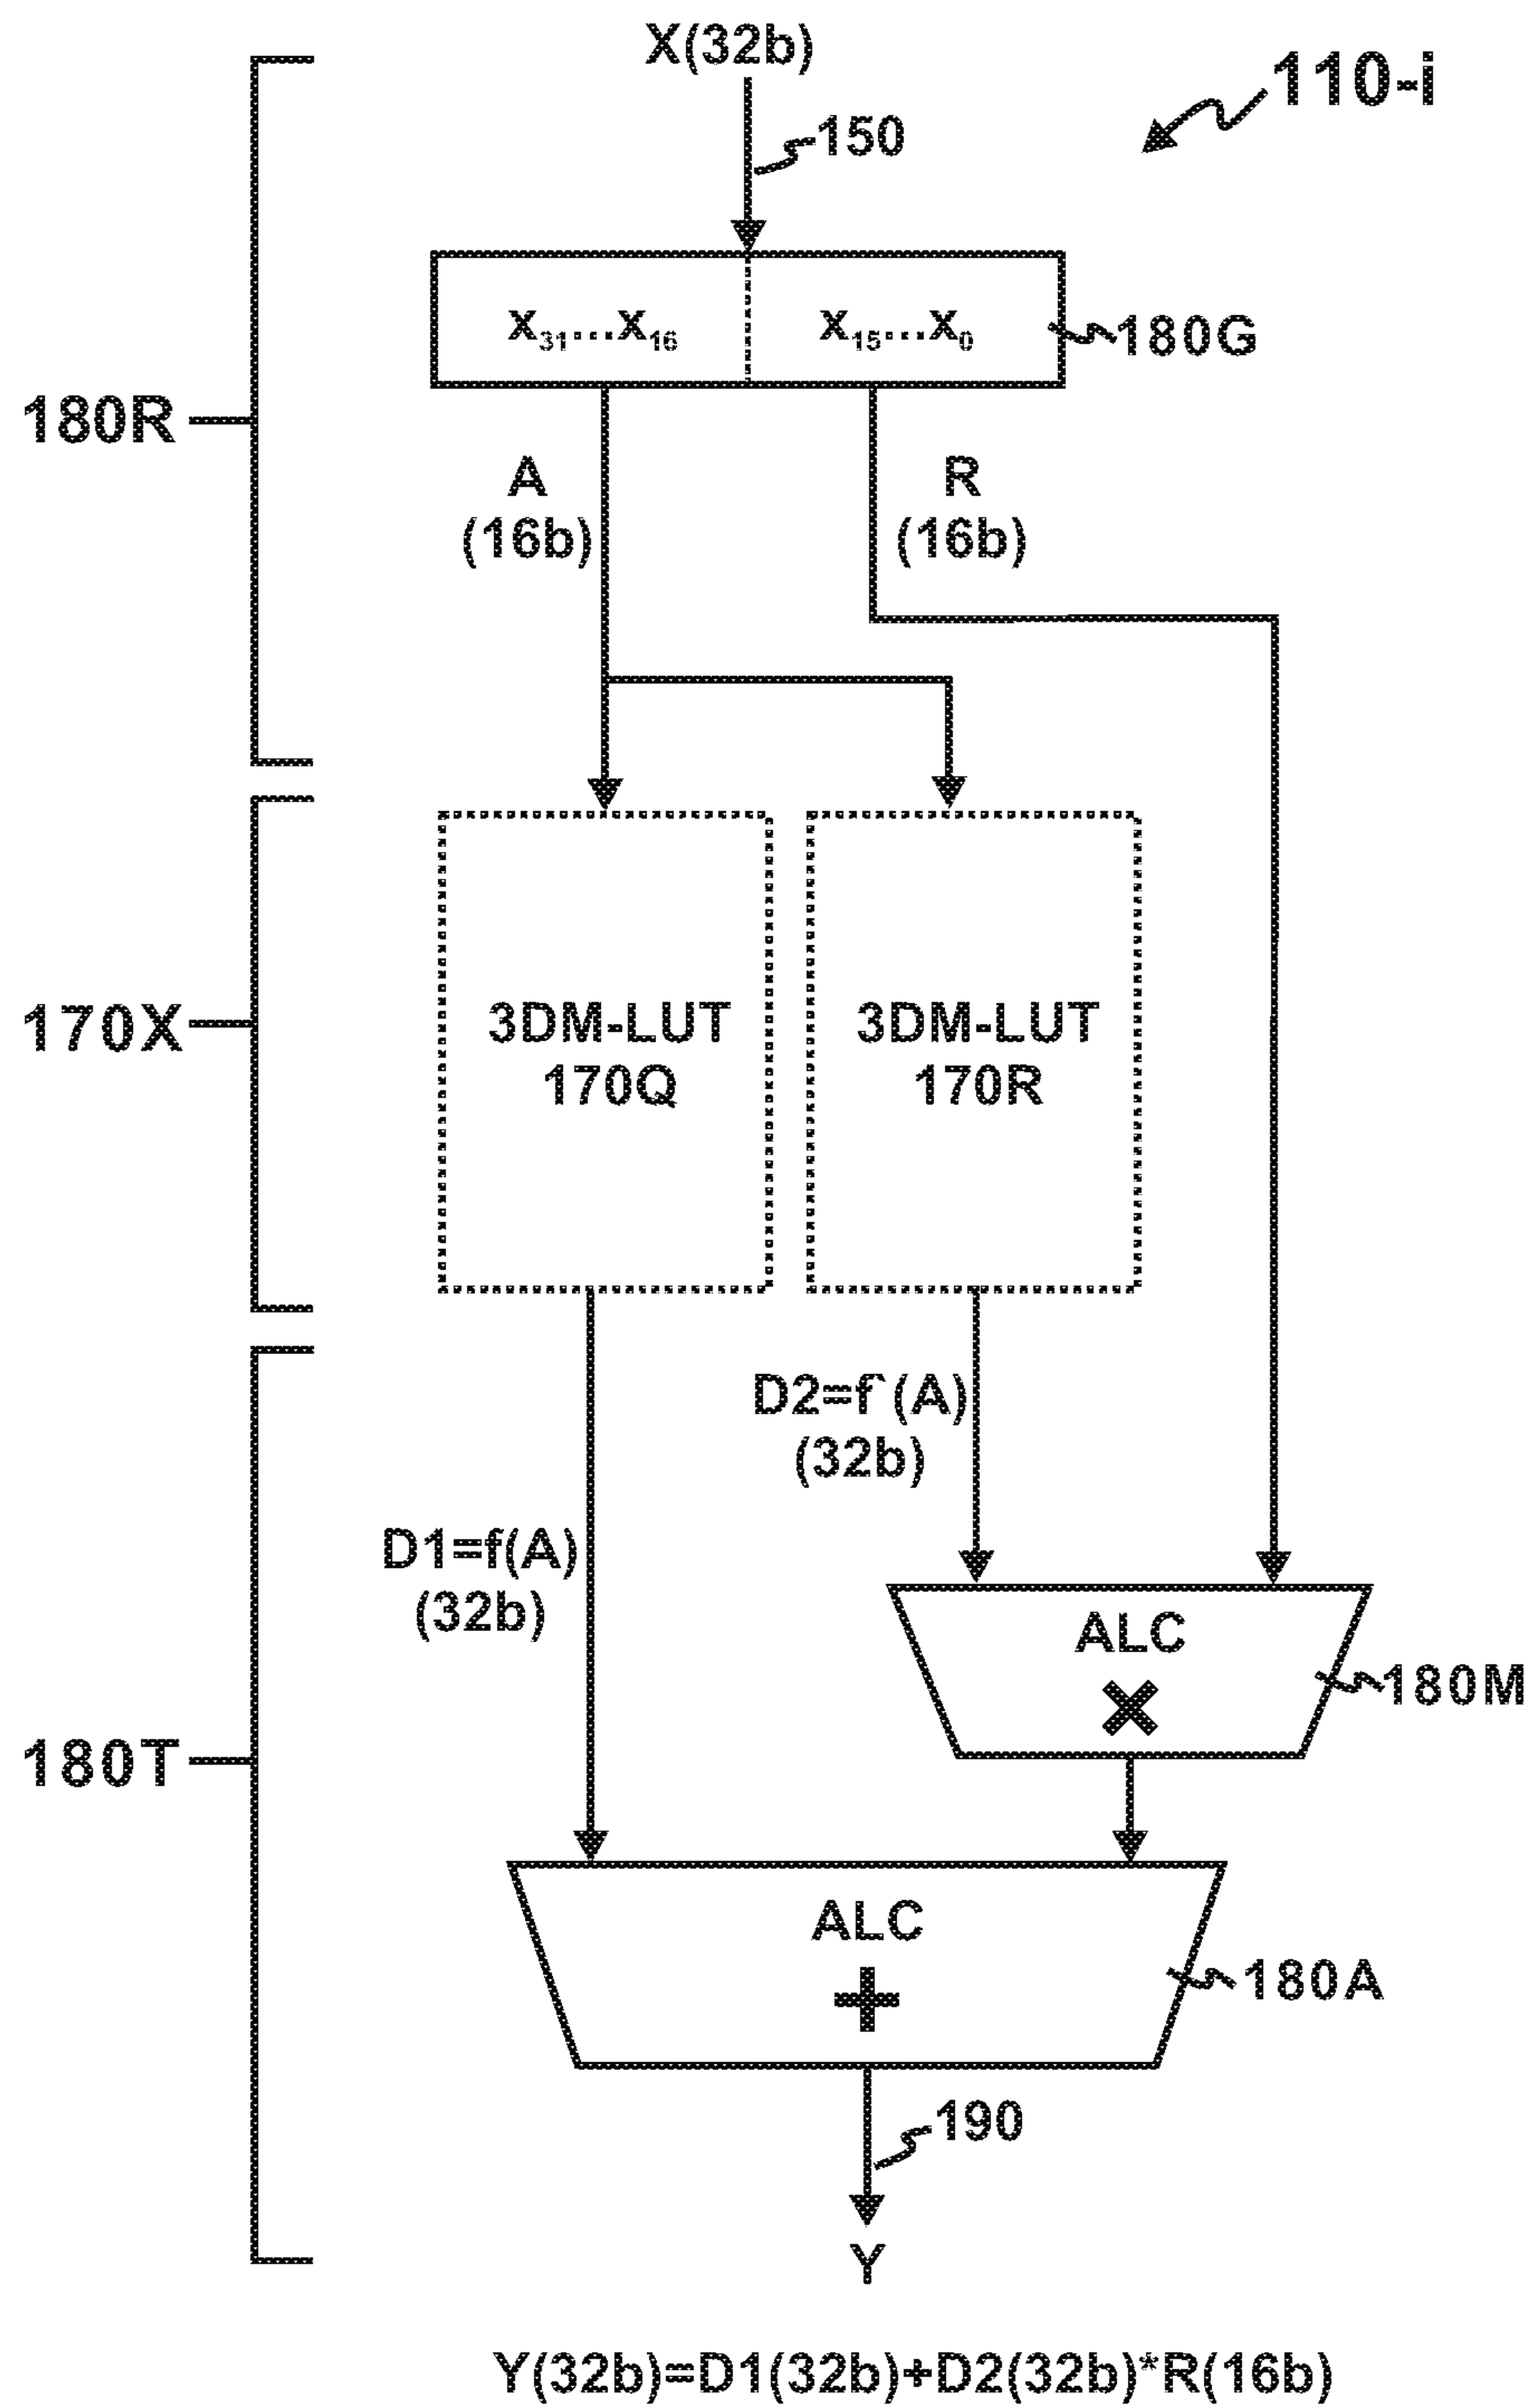 X(32b)
110-i
150
X₃₁...X₁₆
X₁₅...X₀
180G
180R
A
(16b)
R
(16b)
170X
3DM-LUT
170Q
3DM-LUT
170R
D2=f`(A)
(32b)
D1=f(A)
(32b)
ALC
×
180M
180T
ALC
+
180A
190
Y
Y(32b)=D1(32b)+D2(32b)*R(16b)